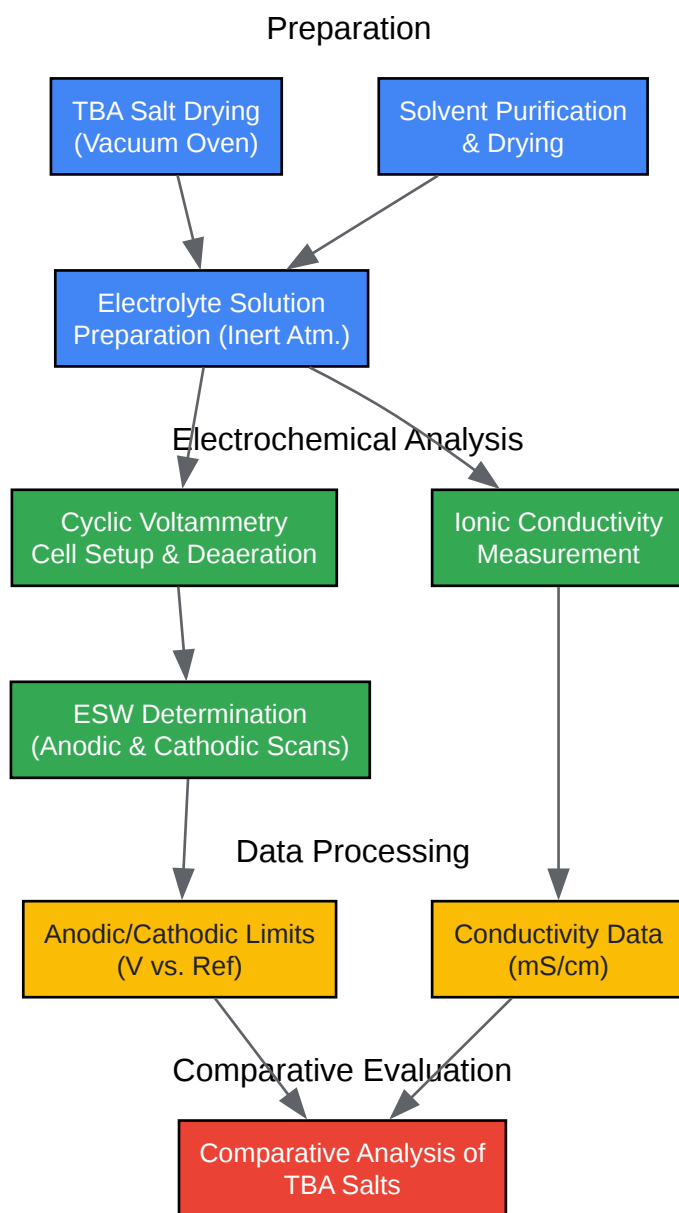 Preparation
TBA Salt Drying
(Vacuum Oven)
Solvent Purification
& Drying
Electrolyte Solution
Preparation (Inert Atm.)
Electrochemical Analysis
Cyclic Voltammetry
Cell Setup & Deaeration
Ionic Conductivity
Measurement
ESW Determination
(Anodic & Cathodic Scans)
Data Processing
Anodic/Cathodic Limits
(V vs. Ref)
Conductivity Data
(mS/cm)
Comparative Evaluation
Comparative Analysis of
TBA Salts